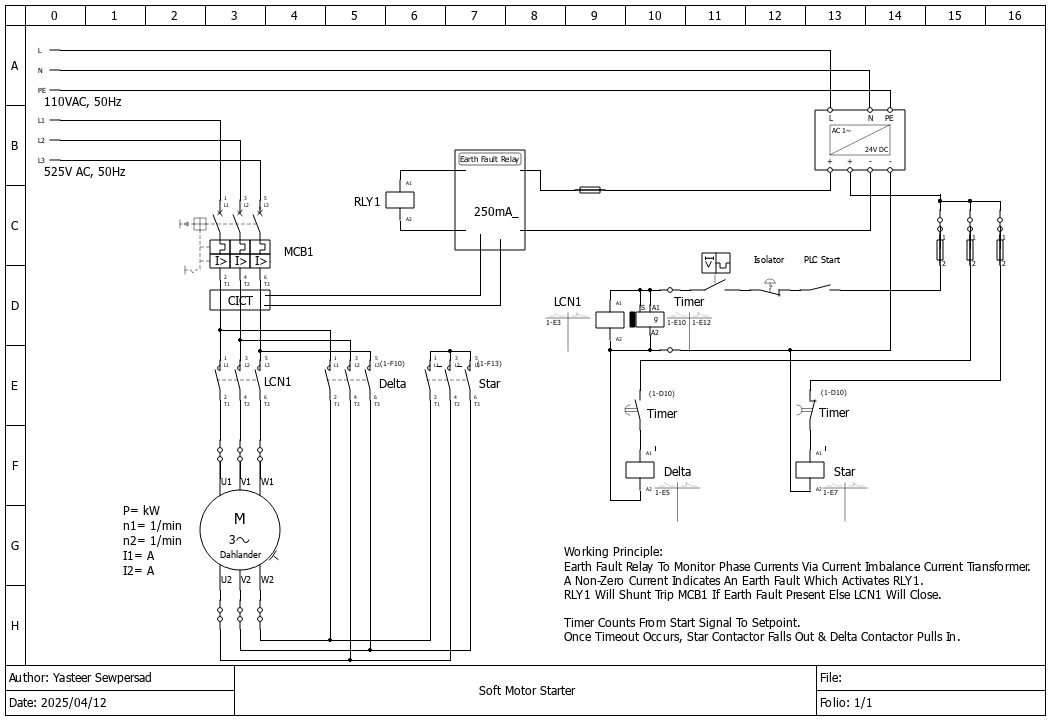 0 1 2 3 4 5 6 7 8 9 10 11 12 13 14 15 16
A
B
C
D
E
F
G
H
L
N
PE
110VAC, 50Hz
L1
L2
L3
525V AC, 50Hz
L N PE
AC 1~
24V DC
+ + - -
Earth Fault Relay
250mA_
RLY1
A1
A2
1 3 5
L1 L2 L3
MCB1
I> I> I>
2 4 6
T1 T2 T3
CICT
1 1 1
2 2 2
Isolator
PLC Start
LCN1
A1
A2
1-E3
S A1
g
A2
Timer
1-E10 1-E12
1 3 5
L1 L2 L3
LCN1
2 4 6
T1 T2 T3
1 3 5
L1 L2 L3
(1-F10)
Delta
2 4 6
T1 T2 T3
1 3 5
L1 L2 L3
(1-F13)
Star
2 4 6
T1 T2 T3
(1-D10)
Timer
(1-D10)
Timer
A1
Delta
A2
1-E5
A1
Star
A2
1-E7
U1 V1 W1
M
3~
Dahlander
U2 V2 W2
P= kW
n1= 1/min
n2= 1/min
I1= A
I2= A
Working Principle:
Earth Fault Relay To Monitor Phase Currents Via Current Imbalance Current Transformer.
A Non-Zero Current Indicates An Earth Fault Which Activates RLY1.
RLY1 Will Shunt Trip MCB1 If Earth Fault Present Else LCN1 Will Close.
Timer Counts From Start Signal To Setpoint.
Once Timeout Occurs, Star Contactor Falls Out & Delta Contactor Pulls In.
Author: Yasteer Sewpersad
Date: 2025/04/12
Soft Motor Starter
File:
Folio: 1/1